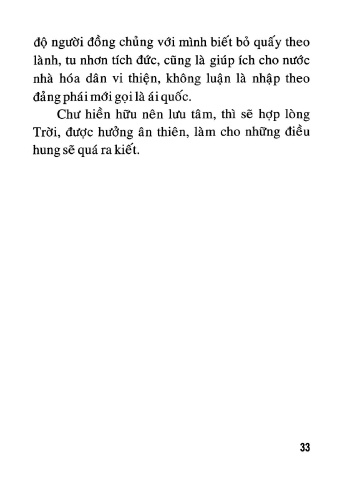 độ người đồng chủng với mình biết bỏ quấy theo
lành, tu nhơn tích đức, cũng là giúp ích cho nước
nhà hóa dân vi thiện, không luận là nhập theo
đảng phái mới gọi là ái quốc.
Chư hiền hữu nên lưu tâm, thì sẽ hợp lòng
Trời, được hưởng ân thiên, làm cho những điều
hung sẽ quá ra kiết.
33